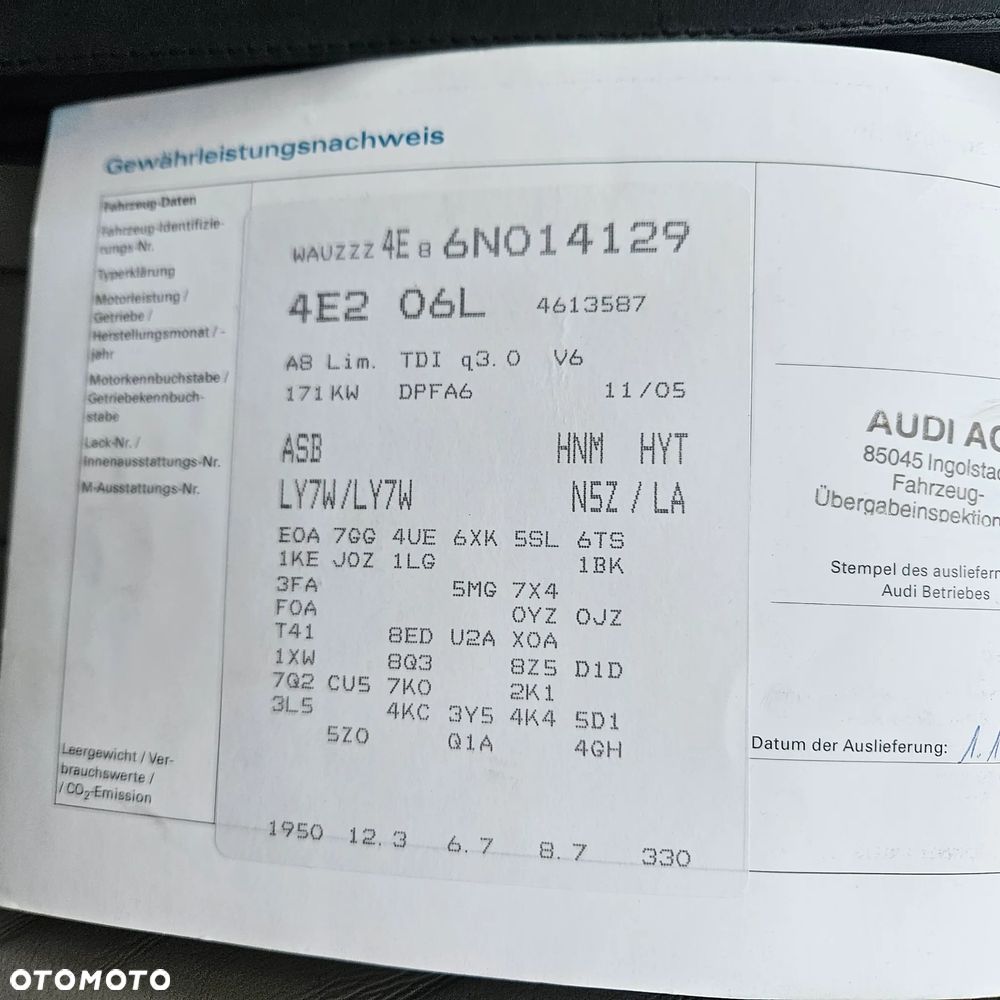 Gewährleistungsnachweis
Fahrzeug-Daten
Fahrzeug-Identifizie-
rungs-Nr.
Typerklärung
Motorleistung /
Getriebe /
Herstellungsmonat / -
jahr
Motorkennbuchstabe /
Getriebekennbuch-
stabe
Lack-Nr. /
Innenausstattungs-Nr.
M-Ausstattungs-Nr.
Leergewicht / Ver-
brauchswerte /
/ CO2-Emission
WAUZZZ 4E 8 6N014129
4E2 06L 4613587
A8 Lim. TDI q3.0 V6
171 KW DPFA6 11/05
ASB HNM HYT
LY7W/LY7W N5Z / LA
E0A 7GG 4UE 6XK 5SL 6TS
1KE J0Z 1LG 1BK
3FA 5MG 7X4
F0A 0YZ 0JZ
T41 8ED U2A X0A
1XW 8Q3 8Z5 D1D
7Q2 CU5 7K0 2K1
3L5 4KC 3Y5 4K4 5D1
5Z0 Q1A 4GH
1950 12.3 6.7 8.7 330
AUDI AG
85045 Ingolsta
Fahrzeug-
Übergabeinspektion
Stempel des ausliefern
Audi Betriebes
Datum der Auslieferung: 1.1
OTOMOTO